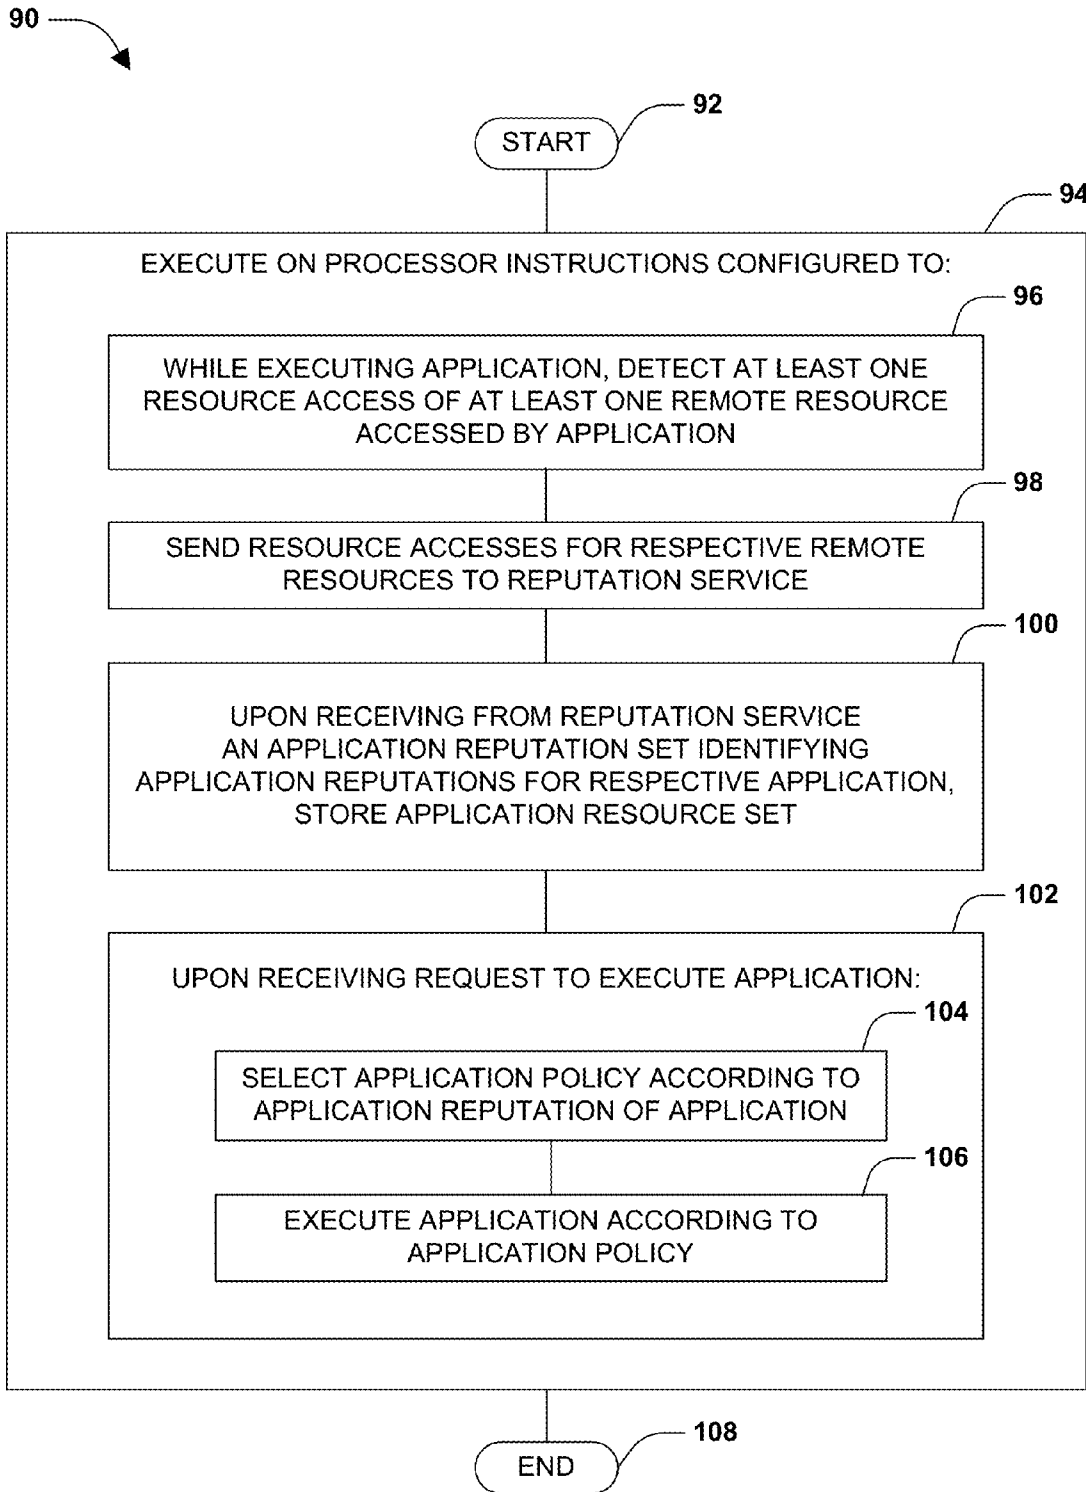 90
92
START
94
EXECUTE ON PROCESSOR INSTRUCTIONS CONFIGURED TO:
96
WHILE EXECUTING APPLICATION, DETECT AT LEAST ONE
RESOURCE ACCESS OF AT LEAST ONE REMOTE RESOURCE
ACCESSED BY APPLICATION
98
SEND RESOURCE ACCESSES FOR RESPECTIVE REMOTE
RESOURCES TO REPUTATION SERVICE
100
UPON RECEIVING FROM REPUTATION SERVICE
AN APPLICATION REPUTATION SET IDENTIFYING
APPLICATION REPUTATIONS FOR RESPECTIVE APPLICATION,
STORE APPLICATION RESOURCE SET
102
UPON RECEIVING REQUEST TO EXECUTE APPLICATION:
104
SELECT APPLICATION POLICY ACCORDING TO
APPLICATION REPUTATION OF APPLICATION
106
EXECUTE APPLICATION ACCORDING TO
APPLICATION POLICY
108
END